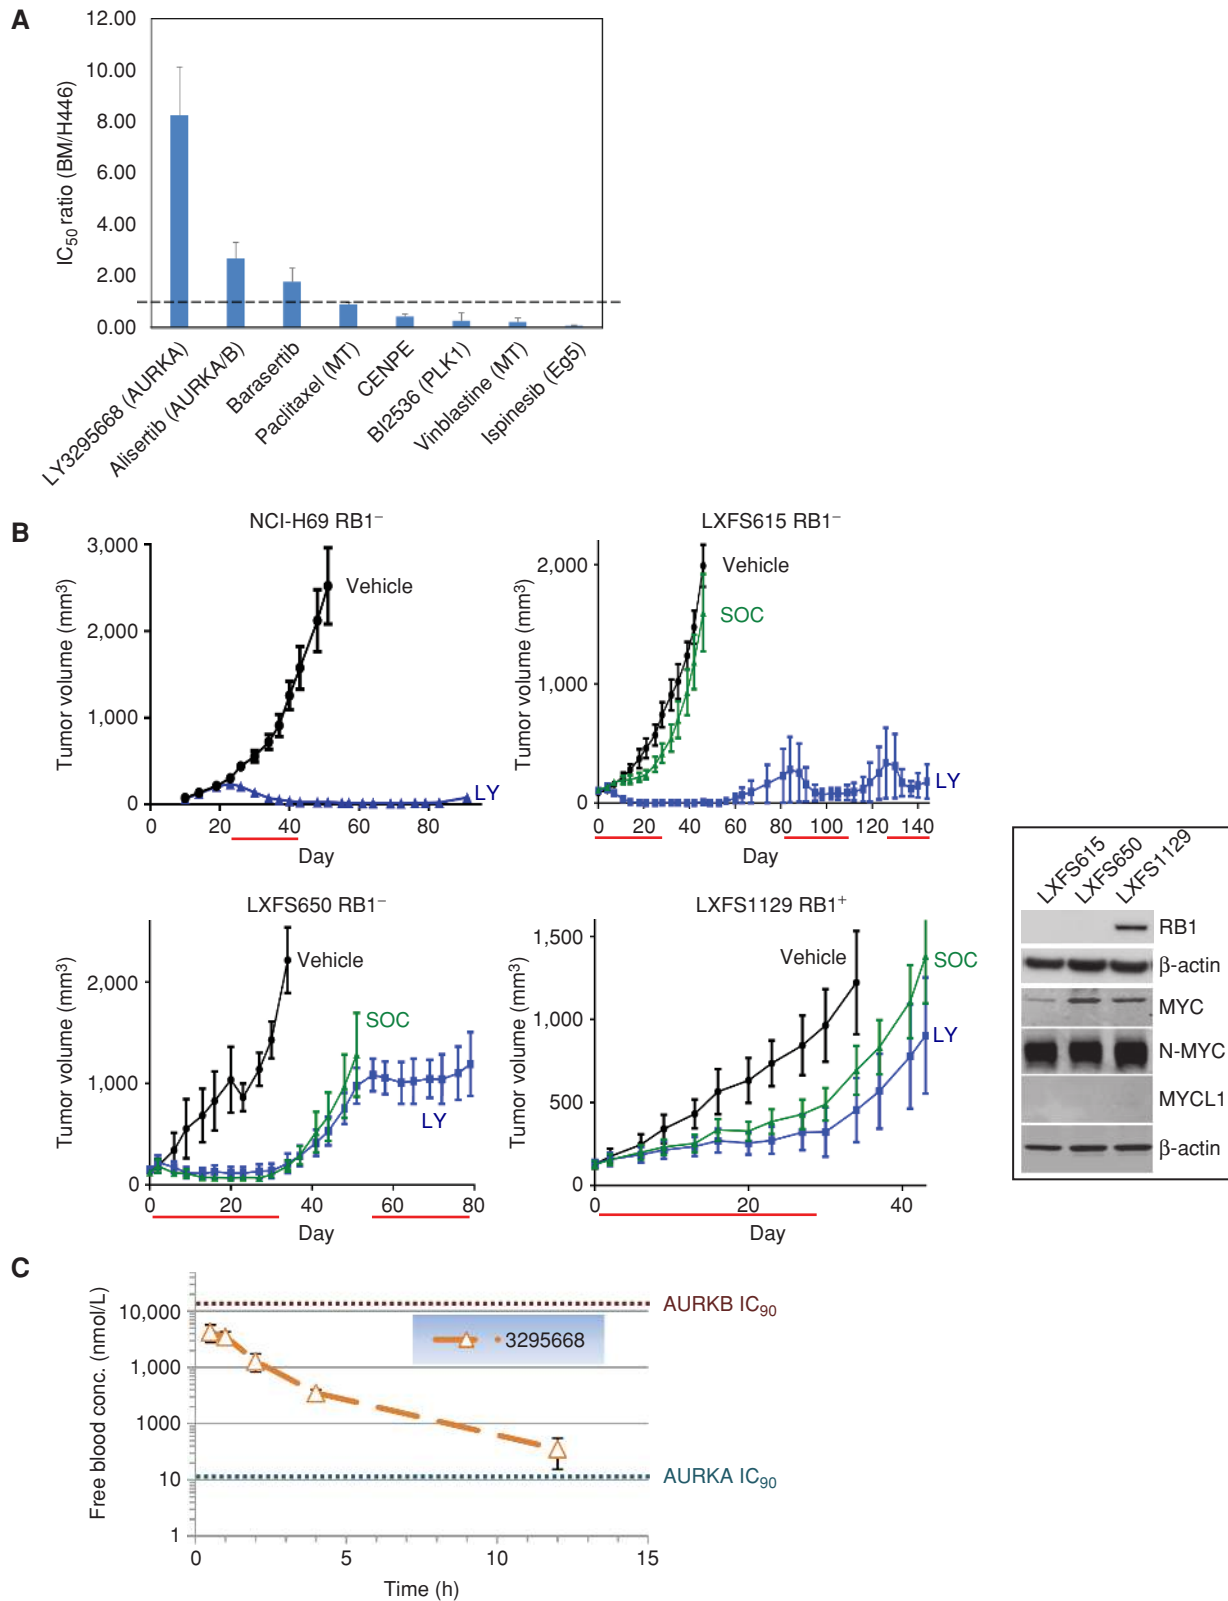 A
12.00
10.00
8.00
6.00
4.00
2.00
0.00
IC50 ratio (BM/H446)
LY3295668 (AURKA)
Alisertib (AURKA/B)
Barasertib
Paclitaxel (MT)
CENPE
BI2536 (PLK1)
Vinblastine (MT)
Ispinesib (Eg5)
B
NCI-H69 RB1−
Tumor volume (mm3)
3,000
2,000
1,000
0
Vehicle
LY
0 20 40 60 80
Day
LXFS615 RB1−
Tumor volume (mm3)
2,000
1,000
0
Vehicle
SOC
LY
0 20 40 60 80 100 120 140
Day
LXFS650 RB1−
Tumor volume (mm3)
2,000
1,000
0
Vehicle
SOC
LY
0 20 40 60 80
Day
LXFS1129 RB1+
Tumor volume (mm3)
1,500
1,000
500
0
Vehicle
SOC
LY
0 20 40
Day
LXFS615
LXFS650
LXFS1129
RB1
β-actin
MYC
N-MYC
MYCL1
β-actin
C
Free blood conc. (nmol/L)
10,000
1,000
1000
10
1
AURKB IC90
3295668
AURKA IC90
0 5 10 15
Time (h)